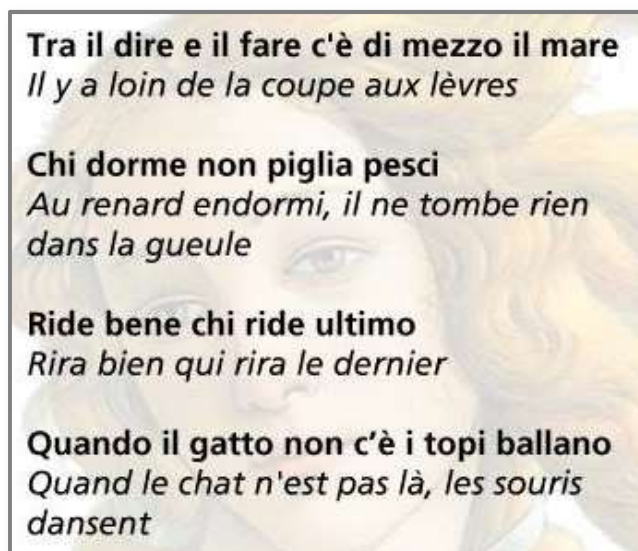 Tra il dire e il fare c'è di mezzo il mare
Il y a loin de la coupe aux lèvres
Chi dorme non piglia pesci
Au renard endormi, il ne tombe rien
dans la gueule
Ride bene chi ride ultimo
Rira bien qui rira le dernier
Quando il gatto non c’è i topi ballano
Quand le chat n'est pas là, les souris
dansent